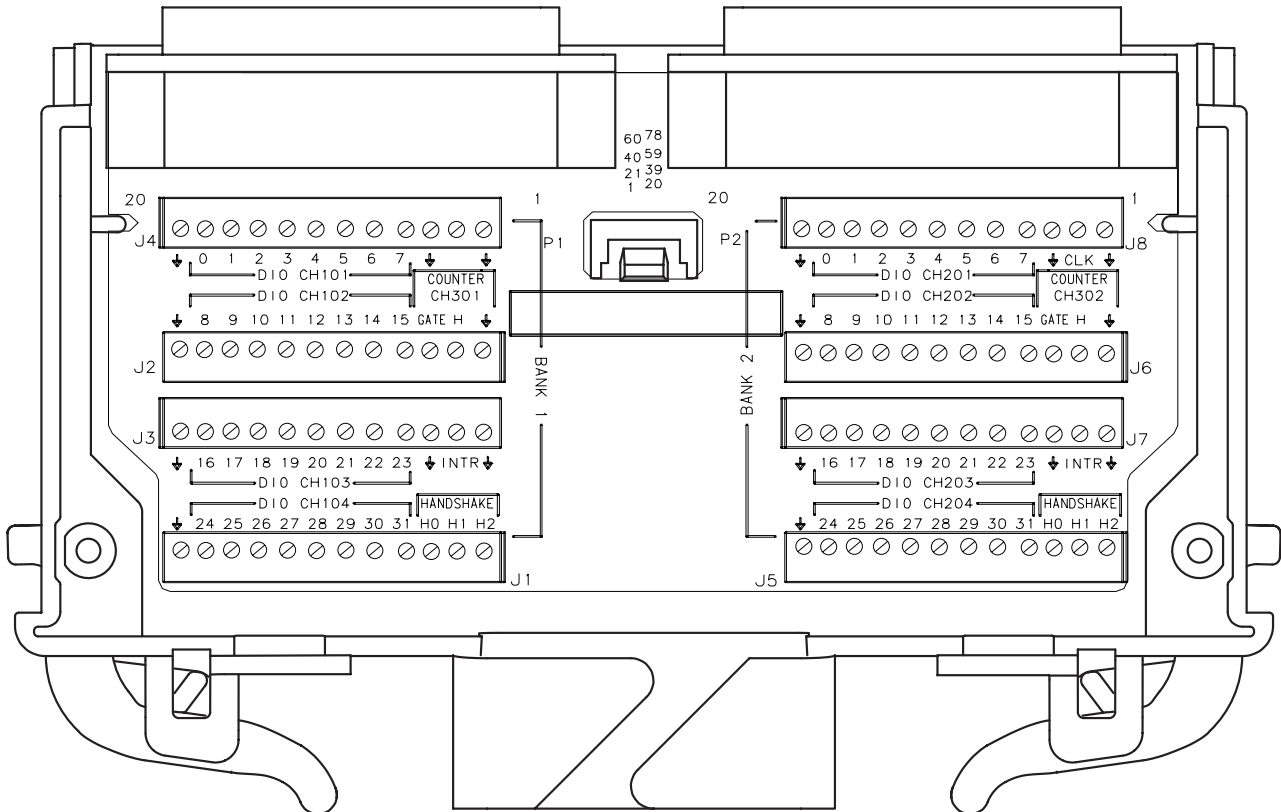 60 78
40 59
21 39
1 20
20 1 20 1
J4 P1 P2 J8
0 1 2 3 4 5 6 7
DIO CH101
DIO CH102
COUNTER
CH301
8 9 10 11 12 13 14 15 GATE H
J2
0 1 2 3 4 5 6 7 CLK
DIO CH201
DIO CH202
COUNTER
CH302
8 9 10 11 12 13 14 15 GATE H
J6
BANK 1
BANK 2
J3
16 17 18 19 20 21 22 23 INTR
DIO CH103
DIO CH104
HANDSHAKE
24 25 26 27 28 29 30 31 H0 H1 H2
J1
J7
16 17 18 19 20 21 22 23 INTR
DIO CH203
DIO CH204
HANDSHAKE
24 25 26 27 28 29 30 31 H0 H1 H2
J5